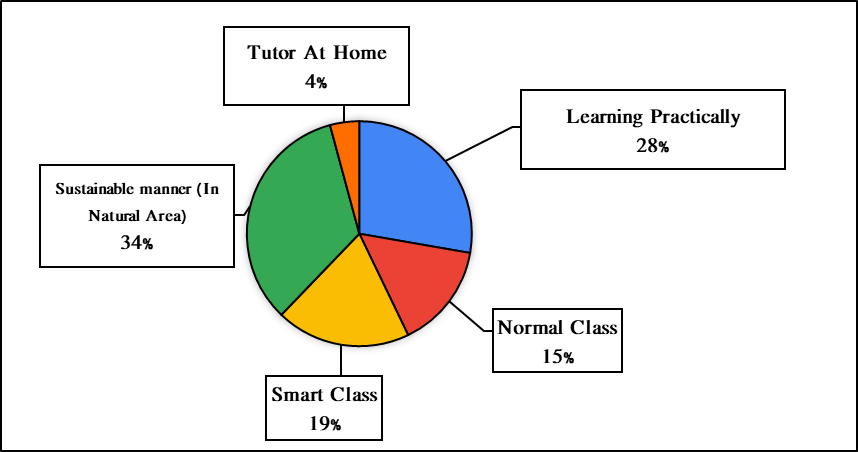 Tutor At Home
4%
Learning Practically
28%
Sustainable manner (In
Natural Area)
34%
Normal Class
15%
Smart Class
19%